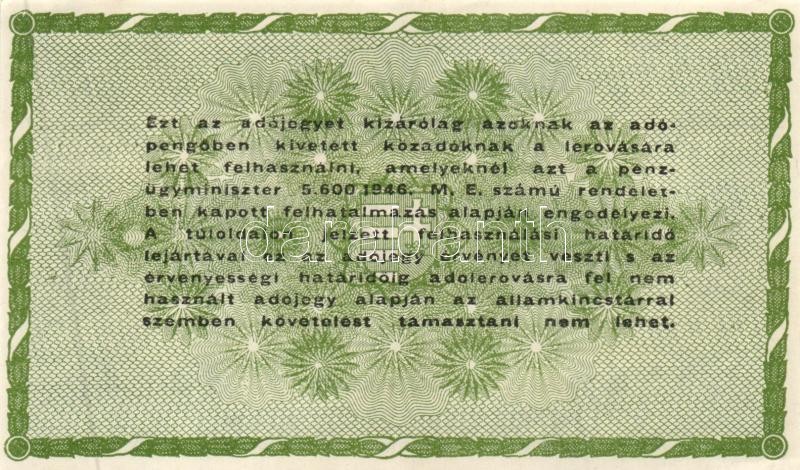 Ezt az adójegyet kizárólag azoknak az adó-
pengőben kivetett közadóknak a lerovására
lehet felhasználni, amelyeknél azt a pénz-
ügyminiszter 5.600/1946. M. E. számú rendelet-
ben kapott felhatalmazás alapján engedélyezi.
A túloldalon jelzett felhasználási határidő
lejártával ez az adójegy érvényét veszti s az
érvényességi határidőig adólerovásra fel nem
használt adójegy alapján az államkincstárral
szemben követelést támasztani nem lehet.
darabanth